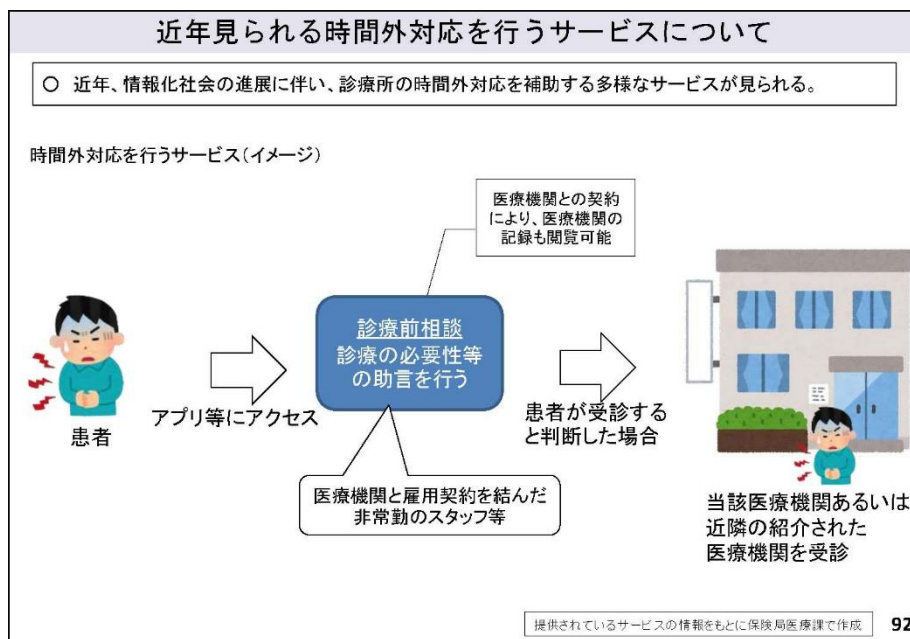 近年見られる時間外対応を行うサービスについて
○ 近年、情報化社会の進展に伴い、診療所の時間外対応を補助する多様なサービスが見られる。
時間外対応を行うサービス（イメージ）
医療機関との契約
により、医療機関の
記録も閲覧可能
患者
アプリ等にアクセス
診療前相談
診療の必要性等
の助言を行う
医療機関と雇用契約を結んだ
非常勤のスタッフ等
患者が受診する
と判断した場合
当該医療機関あるいは
近隣の紹介された
医療機関を受診
提供されているサービスの情報をもとに保険局医療課で作成
92